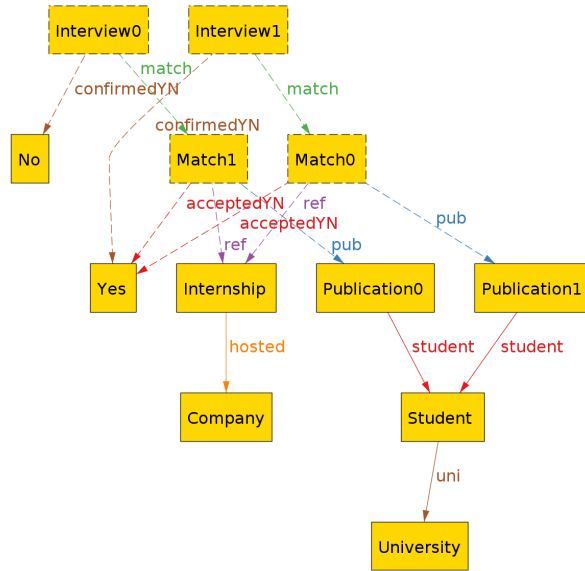 Interview0
Interview1
match
confirmedYN
match
confirmedYN
No
Match1
Match0
acceptedYN
ref
acceptedYN
pub
ref
pub
Yes
Internship
Publication0
Publication1
hosted
student
student
Company
Student
uni
University